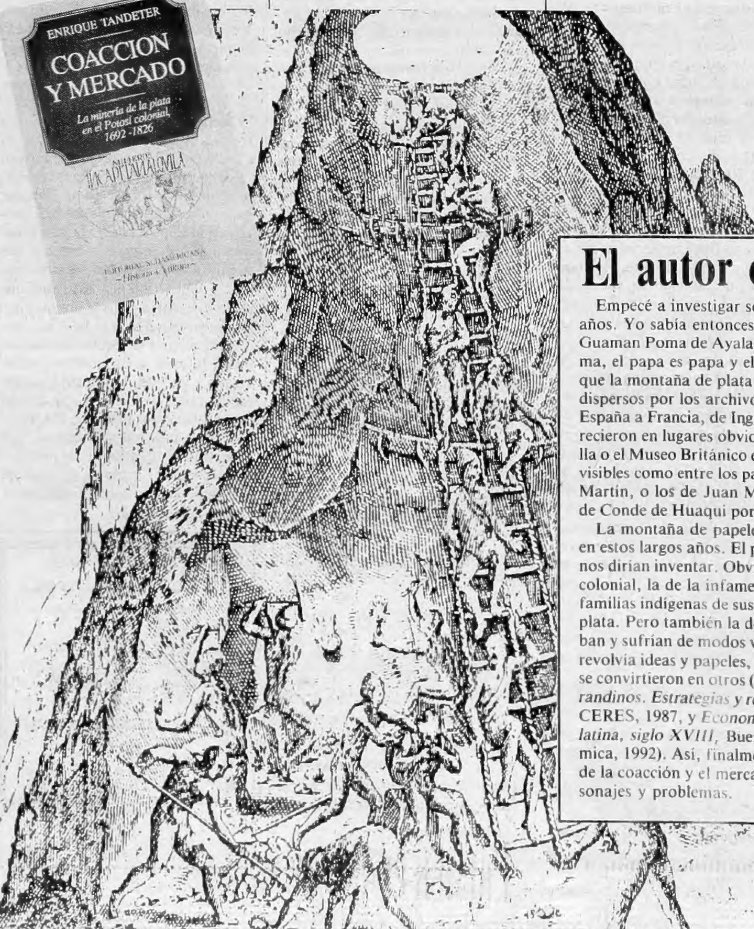 ENRIQUE TANDETER
COACCION
Y MERCADO
La minería de la plata
en el Potosí colonial,
1692-1826
El autor
Empecé a investigar
años. Yo sabía entonces
Guaman Poma de Ayala
ma, el papa es papa y el
que la montaña de plata
dispersos por los archivo
España a Francia, de Ing
recieron en lugares obvio
lla o el Museo Británico
visibles como entre los pa
Martín, o los de Juan M
de Conde de Huaqui por
La montaña de papele
en estos largos años. El p
nos dirían inventar. Obv
colonial, la de la infame
familias indígenas de sus
plata. Pero también la d
ban y sufrían de modos v
revolvía ideas y papeles,
se convirtieron en otros (
randinos. Estrategias y r
CERES, 1987, y Econom
latina, siglo XVIII, Bue
mica, 1992). Así, finalme
de la coacción y el merca
sonajes y problemas.